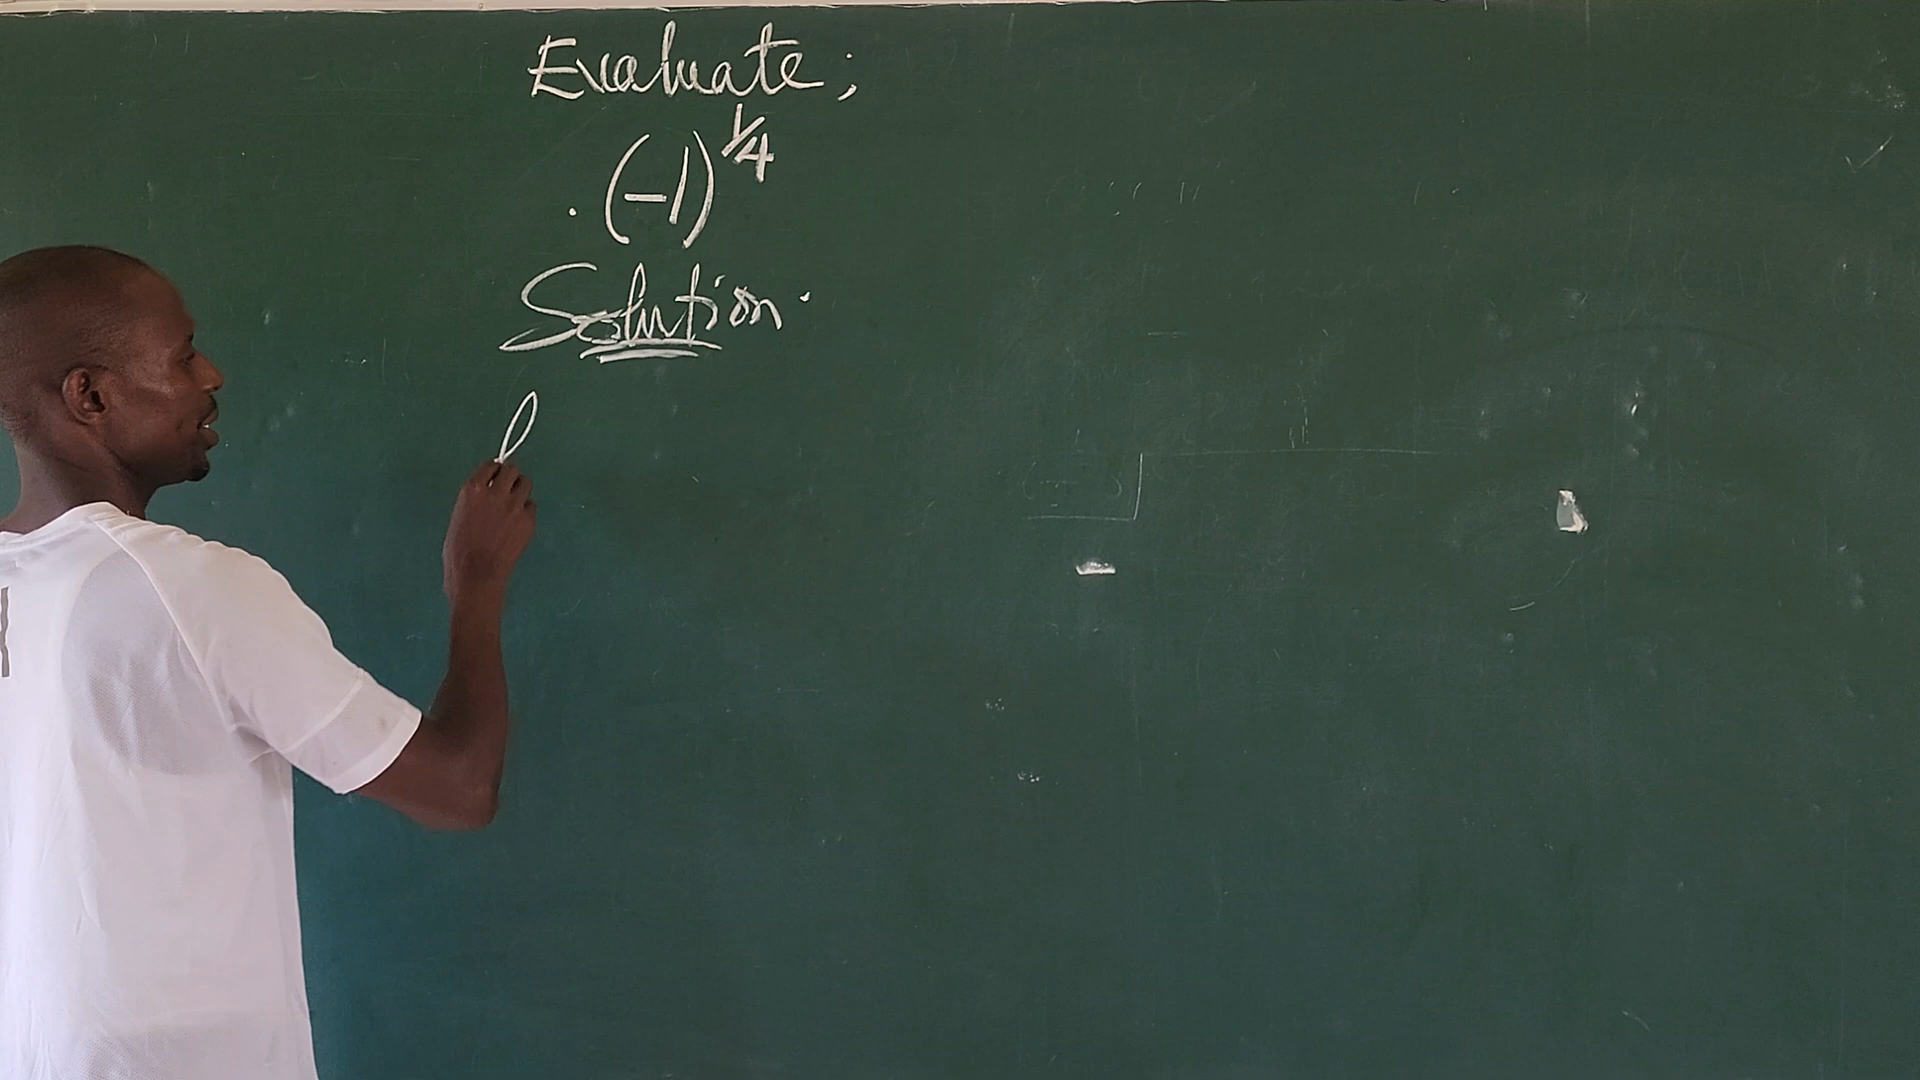 Evaluate;
(-1)^1/4
Solution.
l